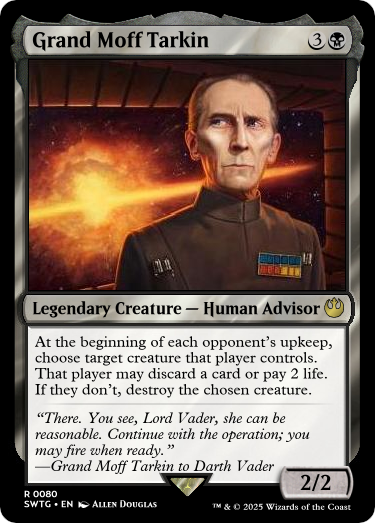 Grand Moff Tarkin 3
Legendary Creature — Human Advisor
At the beginning of each opponent's upkeep,
choose target creature that player controls.
That player may discard a card or pay 2 life.
If they don't, destroy the chosen creature.
“There. You see, Lord Vader, she can be
reasonable. Continue with the operation; you
may fire when ready.”
—Grand Moff Tarkin to Darth Vader
2/2
R 0080
SWTG • EN Allen Douglas
™ & © 2025 Wizards of the Coast